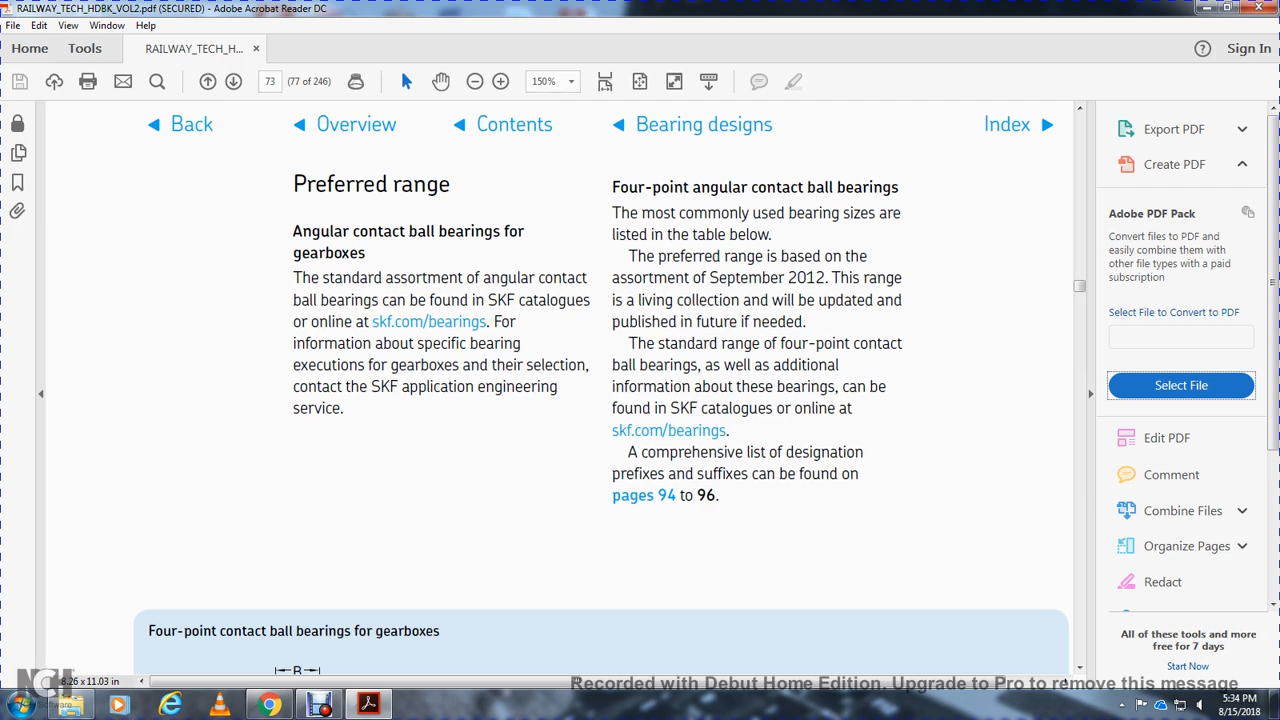 RAILWAY_TECH_HDBK_VOL2.pdf (SECURED) - Adobe Acrobat Reader DC
File Edit View Window Help
Home Tools RAILWAY_TECH_H... × Sign In
73 (77 of 246) 150%
Back Overview Contents Bearing designs Index
Preferred range
Angular contact ball bearings for
gearboxes
The standard assortment of angular contact
ball bearings can be found in SKF catalogues
or online at skf.com/bearings. For
information about specific bearing
executions for gearboxes and their selection,
contact the SKF application engineering
service.
Four-point angular contact ball bearings
The most commonly used bearing sizes are
listed in the table below.
The preferred range is based on the
assortment of September 2012. This range
is a living collection and will be updated and
published in future if needed.
The standard range of four-point contact
ball bearings, as well as additional
information about these bearings, can be
found in SKF catalogues or online at
skf.com/bearings.
A comprehensive list of designation
prefixes and suffixes can be found on
pages 94 to 96.
Four-point contact ball bearings for gearboxes
B
Export PDF
Create PDF
Adobe PDF Pack
Convert files to PDF and
easily combine them with
other file types with a paid
subscription
Select File to Convert to PDF
Select File
Edit PDF
Comment
Combine Files
Organize Pages
Redact
All of these tools and more
free for 7 days
Start Now
8.26 x 11.03 in
NCH
Software
Recorded with Debut Home Edition. Upgrade to Pro to remove this message
5:34 PM
8/15/2018